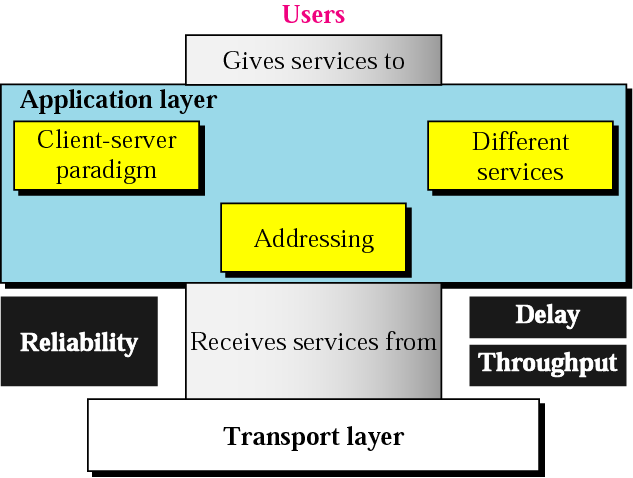 Users
Gives services to
Application layer
Client-server
paradigm
Different
services
Addressing
Reliability
Receives services from
Delay
Throughput
Transport layer